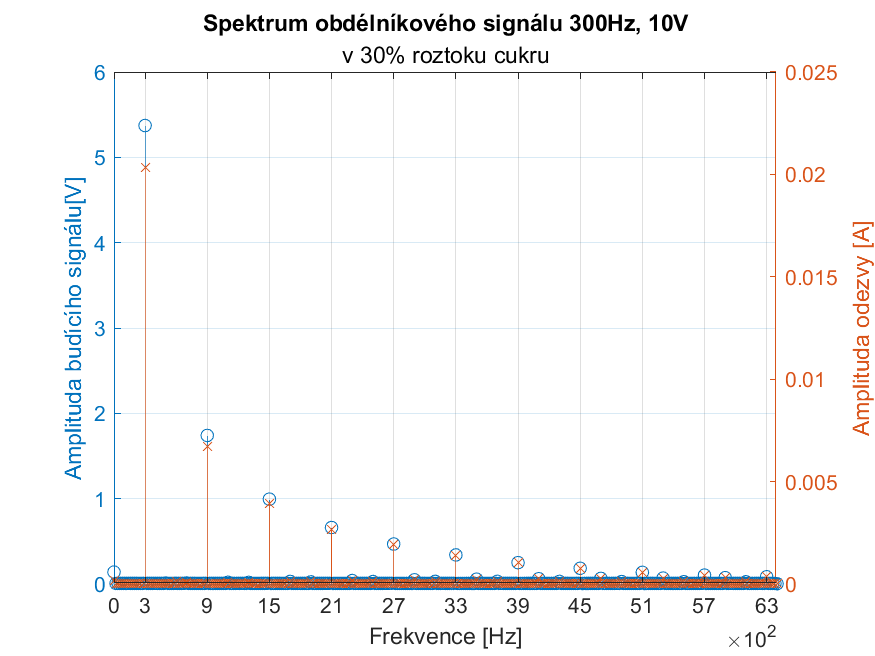 Spektrum obdélníkového signálu 300Hz, 10V
v 30% roztoku cukru
Amplituda budícího signálu[V]
6
5
4
3
2
1
0
0.025
0.02
0.015
0.01
0.005
0
Amplituda odezvy [A]
0 3 9 15 21 27 33 39 45 51 57 63
Frekvence [Hz]
×10²